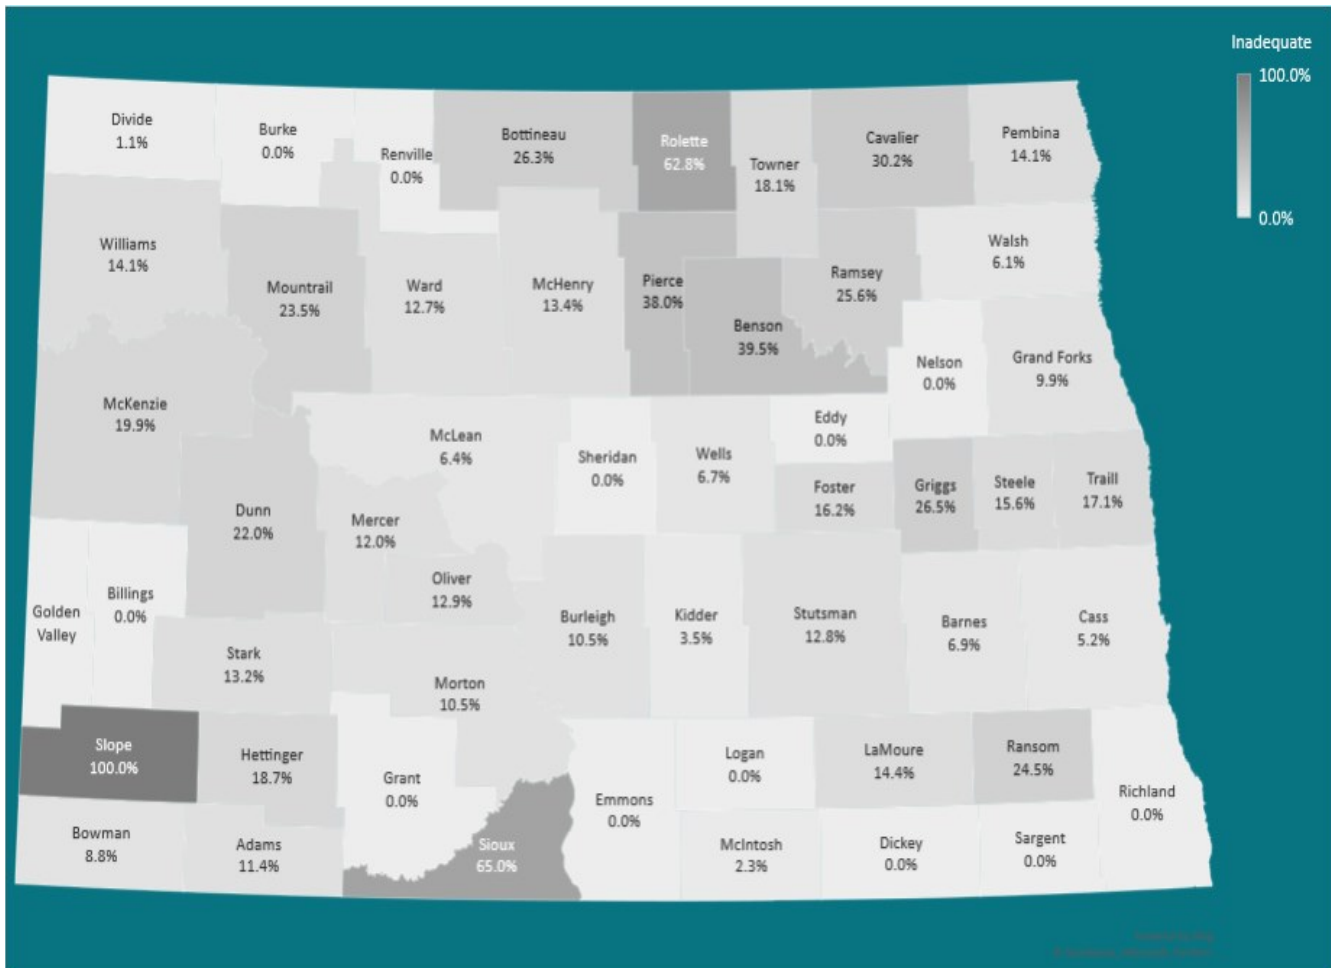 Inadequate
100.0%
0.0%
Divide
1.1%
Burke
0.0%
Renville
0.0%
Bottineau
26.3%
Rolette
62.8%
Towner
18.1%
Cavalier
30.2%
Pembina
14.1%
Williams
14.1%
Mountrail
23.5%
Ward
12.7%
McHenry
13.4%
Pierce
38.0%
Benson
39.5%
Ramsey
25.6%
Walsh
6.1%
Nelson
0.0%
Grand Forks
9.9%
McKenzie
19.9%
Dunn
22.0%
McLean
6.4%
Mercer
12.0%
Oliver
12.9%
Sheridan
0.0%
Wells
6.7%
Eddy
0.0%
Foster
16.2%
Griggs
26.5%
Steele
15.6%
Traill
17.1%
Golden
Valley
Billings
0.0%
Stark
13.2%
Morton
10.5%
Burleigh
10.5%
Kidder
3.5%
Stutsman
12.8%
Barnes
6.9%
Cass
5.2%
Slope
100.0%
Hettinger
18.7%
Grant
0.0%
Sioux
65.0%
Emmons
0.0%
Logan
0.0%
LaMoure
14.4%
Ransom
24.5%
Richland
0.0%
Bowman
8.8%
Adams
11.4%
McIntosh
2.3%
Dickey
0.0%
Sargent
0.0%